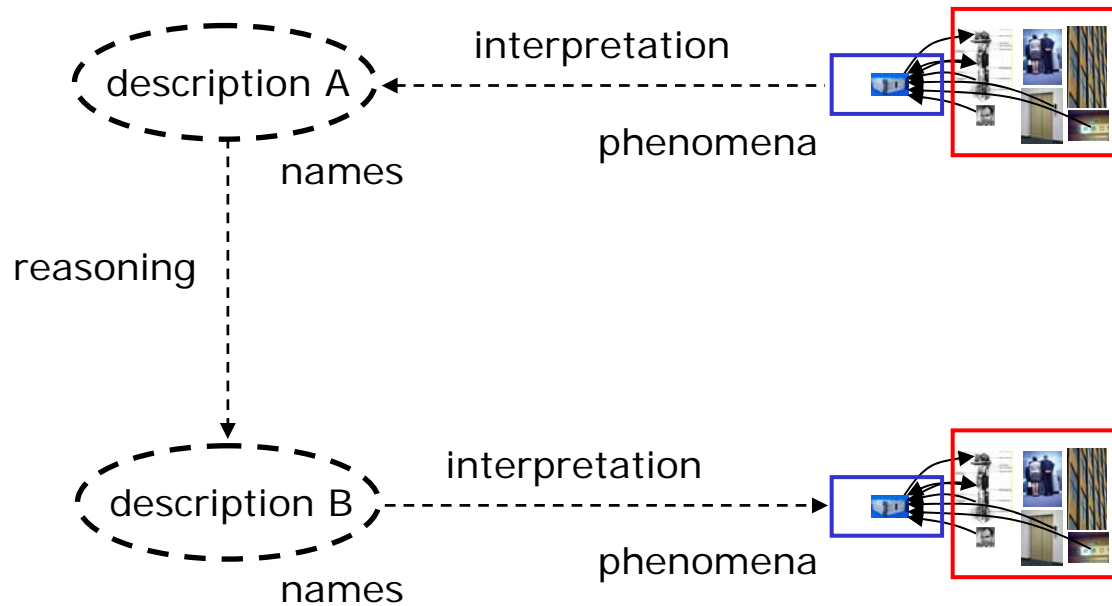 interpretation
description A
phenomena
names
reasoning
interpretation
description B
phenomena
names